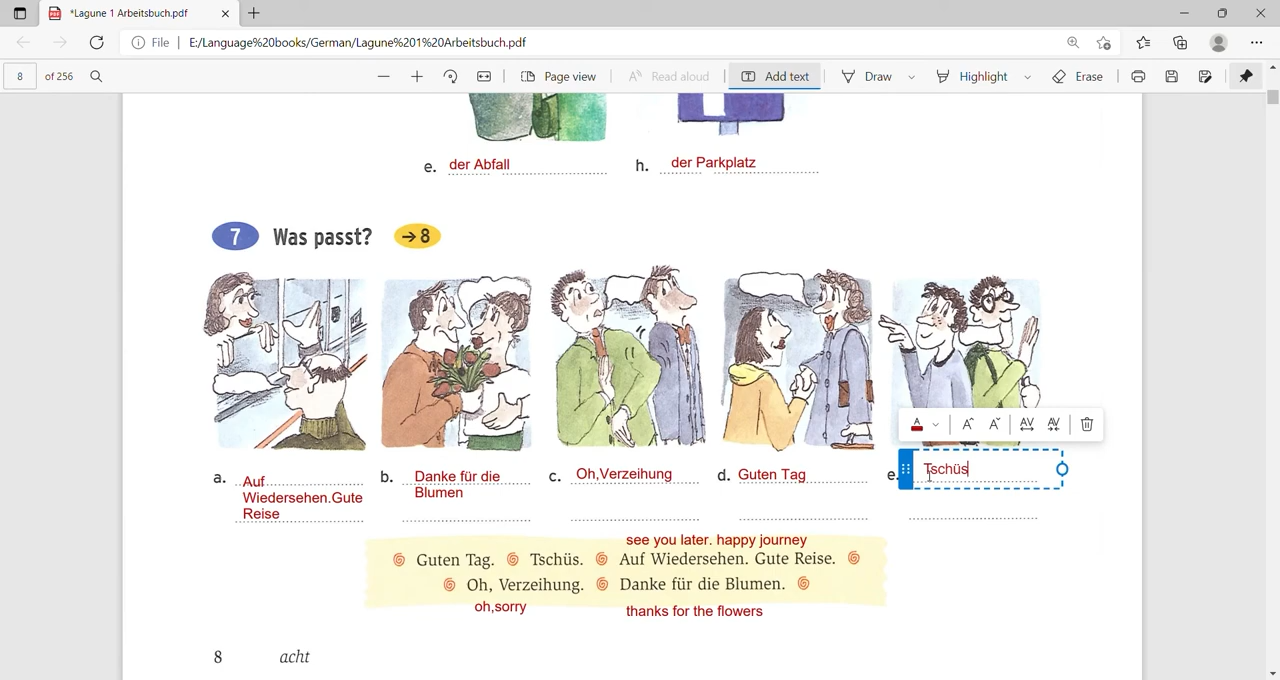 *Lagune 1 Arbeitsbuch.pdf
File | E:/Language%20books/German/Lagune%201%20Arbeitsbuch.pdf
8 of 256 Page view Read aloud Add text Draw Highlight Erase
e. der Abfall h. der Parkplatz
7 Was passt? →8
a. Auf
Wiedersehen.Gute
Reise
b. Danke für die
Blumen
c. Oh,Verzeihung
d. Guten Tag
e. Tschüs
see you later. happy journey
Guten Tag. Tschüs. Auf Wiedersehen. Gute Reise.
Oh, Verzeihung. Danke für die Blumen.
oh,sorry thanks for the flowers
8 acht